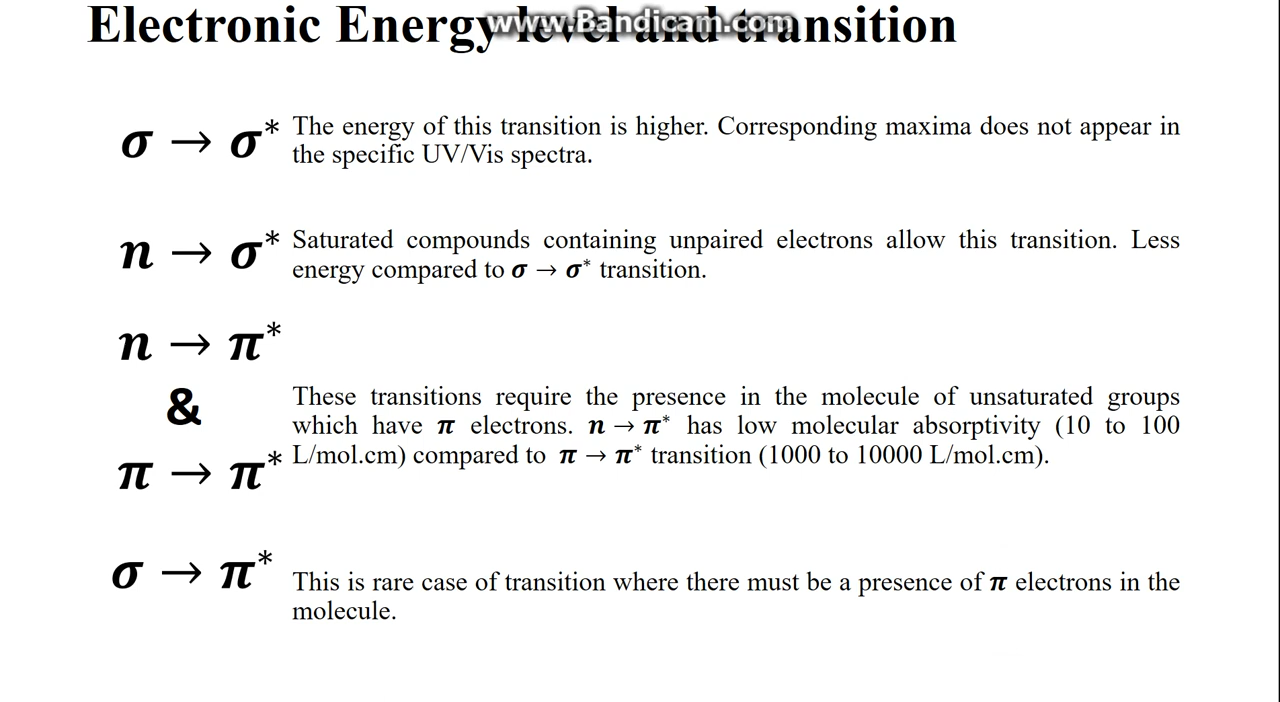 Electronic Energy level and transition
www.Bandicam.com
σ → σ* The energy of this transition is higher. Corresponding maxima does not appear in
the specific UV/Vis spectra.
n → σ* Saturated compounds containing unpaired electrons allow this transition. Less
energy compared to σ → σ* transition.
n → π*
&
These transitions require the presence in the molecule of unsaturated groups
which have π electrons. n → π* has low molecular absorptivity (10 to 100
π → π* L/mol.cm) compared to π → π* transition (1000 to 10000 L/mol.cm).
σ → π*
This is rare case of transition where there must be a presence of π electrons in the
molecule.